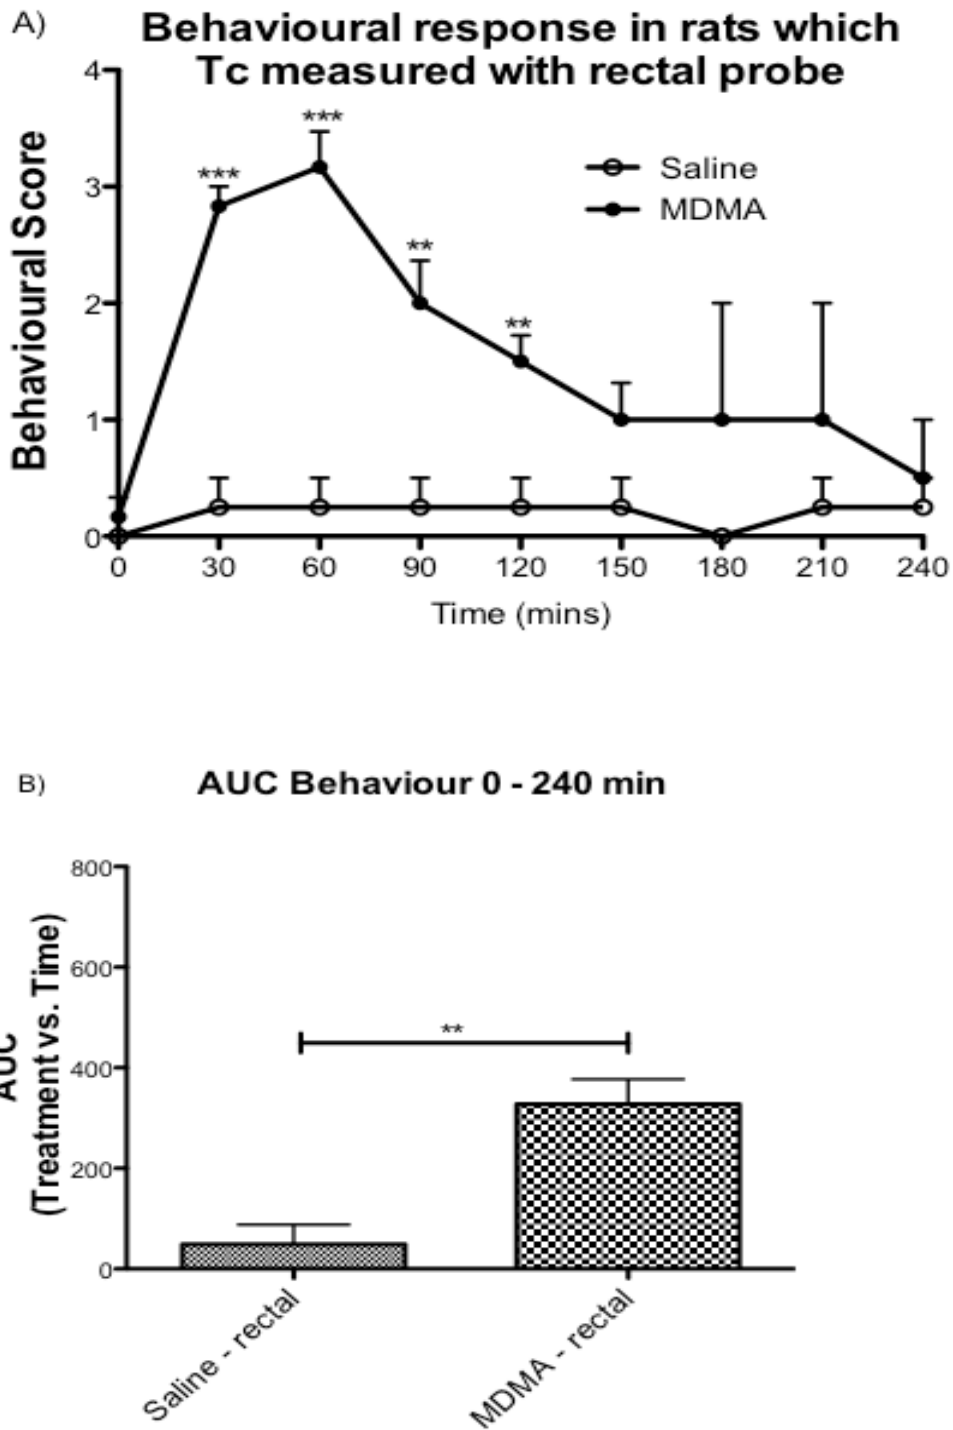 A)
Behavioural response in rats which
Tc measured with rectal probe
Behavioural Score
4
3
2
1
0
***
***
**
**
Saline
MDMA
0 30 60 90 120 150 180 210 240
Time (mins)
B)
AUC Behaviour 0 - 240 min
AUC
(Treatment vs. Time)
800
600
400
200
0
**
Saline - rectal
MDMA - rectal